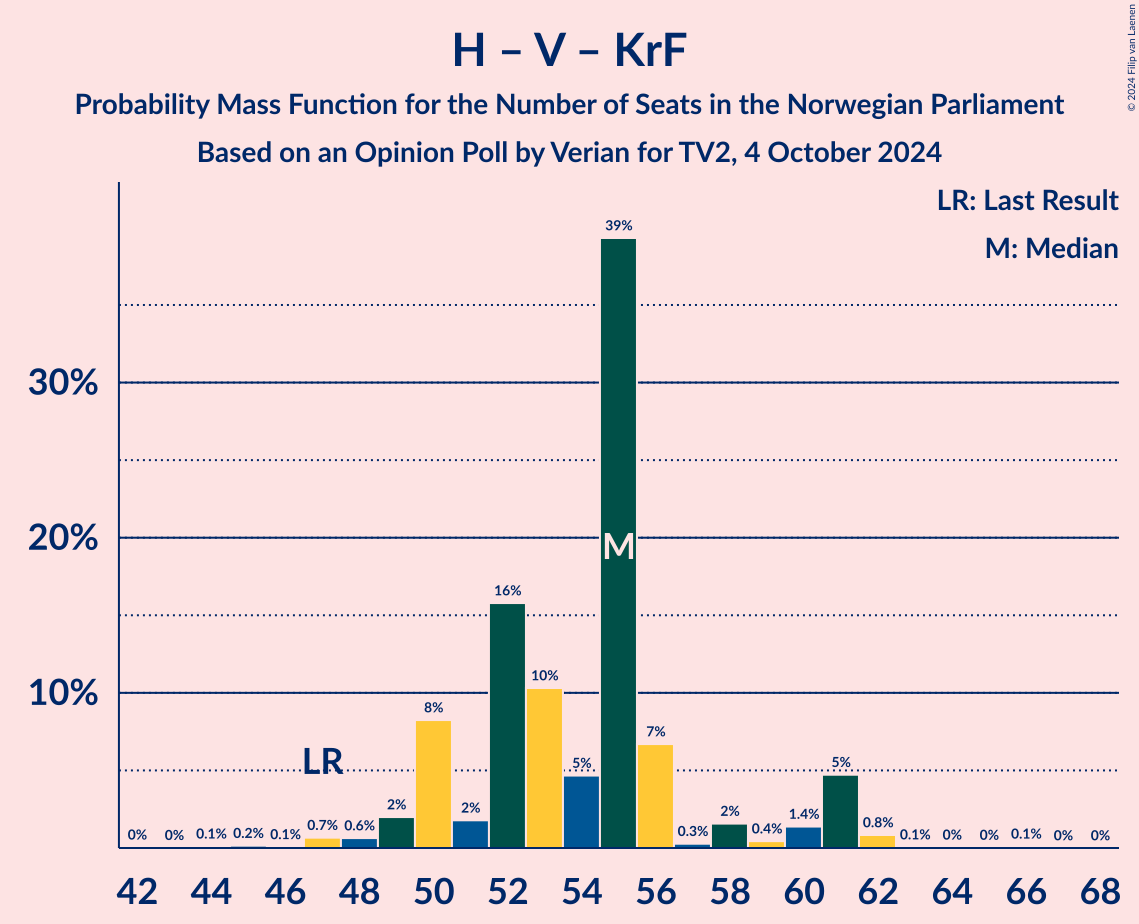 H – V – KrF
Probability Mass Function for the Number of Seats in the Norwegian Parliament
Based on an Opinion Poll by Verian for TV2, 4 October 2024
© 2024 Filip van Laenen
LR: Last Result
M: Median
39%
30%
20%
M
16%
10%
10%
8%
7%
LR
5%
5%
0% 0% 0.1% 0.2% 0.1% 0.7% 0.6% 2% 2% 0.3% 2% 0.4% 1.4% 0.8% 0.1% 0% 0% 0.1% 0% 0%
42 44 46 48 50 52 54 56 58 60 62 64 66 68